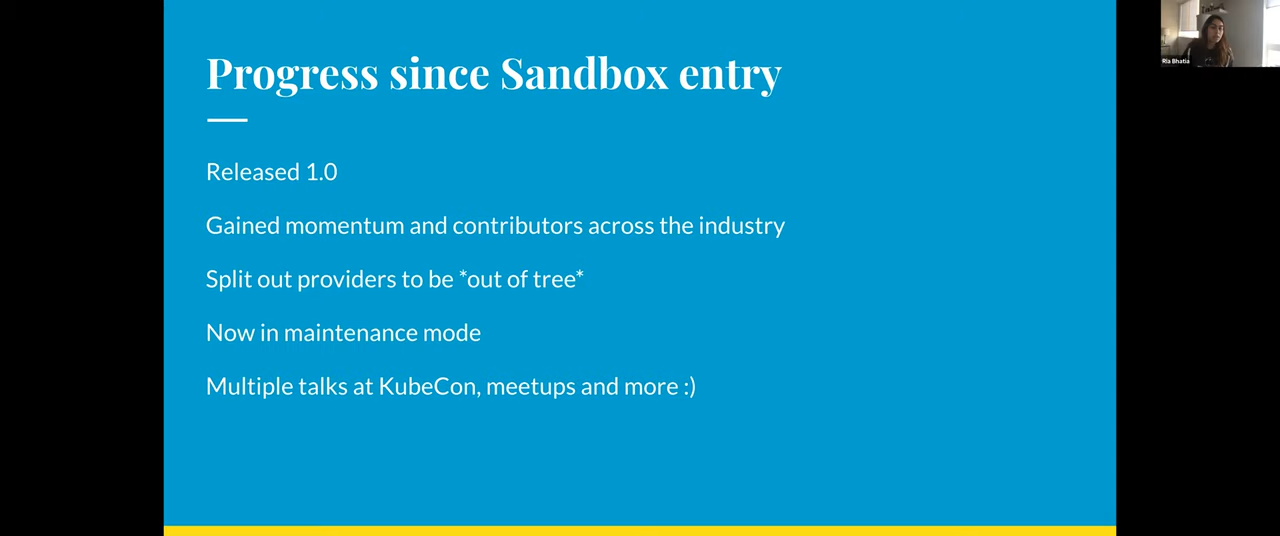 Progress since Sandbox entry
Released 1.0
Gained momentum and contributors across the industry
Split out providers to be *out of tree*
Now in maintenance mode
Multiple talks at KubeCon, meetups and more :)
Ria Bhatia